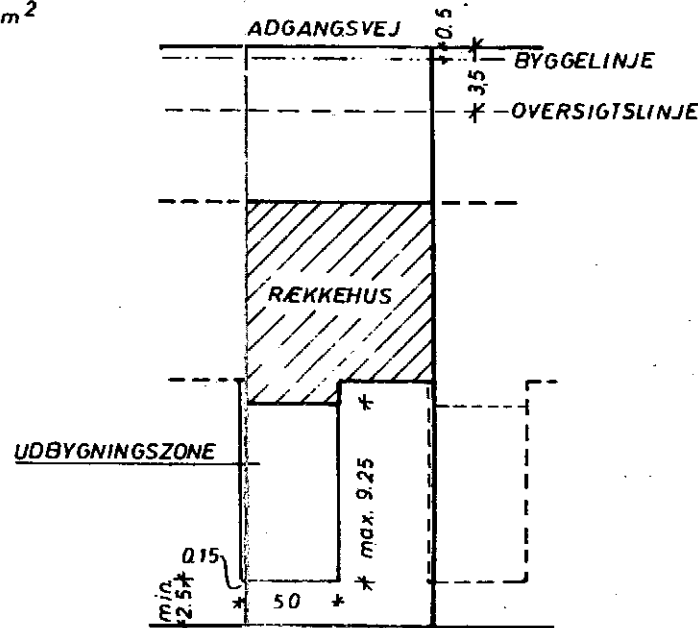 m²
ADGANGSVEJ
0.5
BYGGELINJE
3,5
OVERSIGTSLINJE
RÆKKEHUS
UDBYGNINGSZONE
max. 9.25
0.15
min. 2.5
50